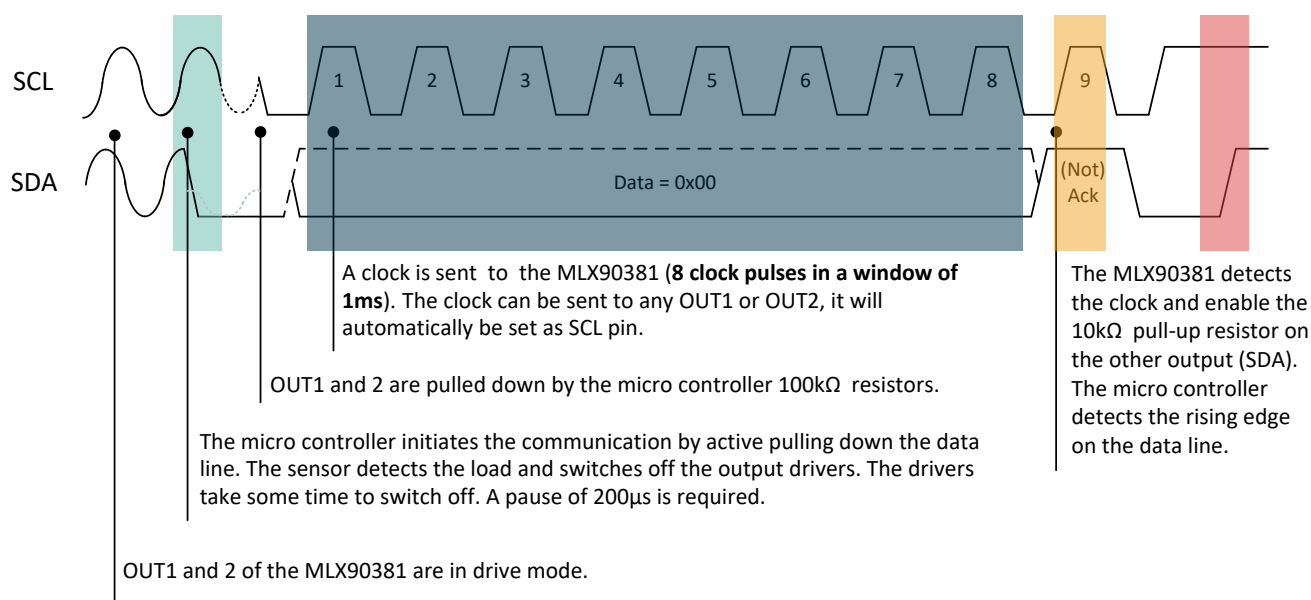 SCL
1 2 3 4 5 6 7 8 9
SDA
Data = 0x00
(Not)
Ack
A clock is sent to the MLX90381 (8 clock pulses in a window of
1ms). The clock can be sent to any OUT1 or OUT2, it will
automatically be set as SCL pin.
The MLX90381 detects
the clock and enable the
10kΩ pull-up resistor on
the other output (SDA).
The micro controller
detects the rising edge
on the data line.
OUT1 and 2 are pulled down by the micro controller 100kΩ resistors.
The micro controller initiates the communication by active pulling down the data
line. The sensor detects the load and switches off the output drivers. The drivers
take some time to switch off. A pause of 200μs is required.
OUT1 and 2 of the MLX90381 are in drive mode.